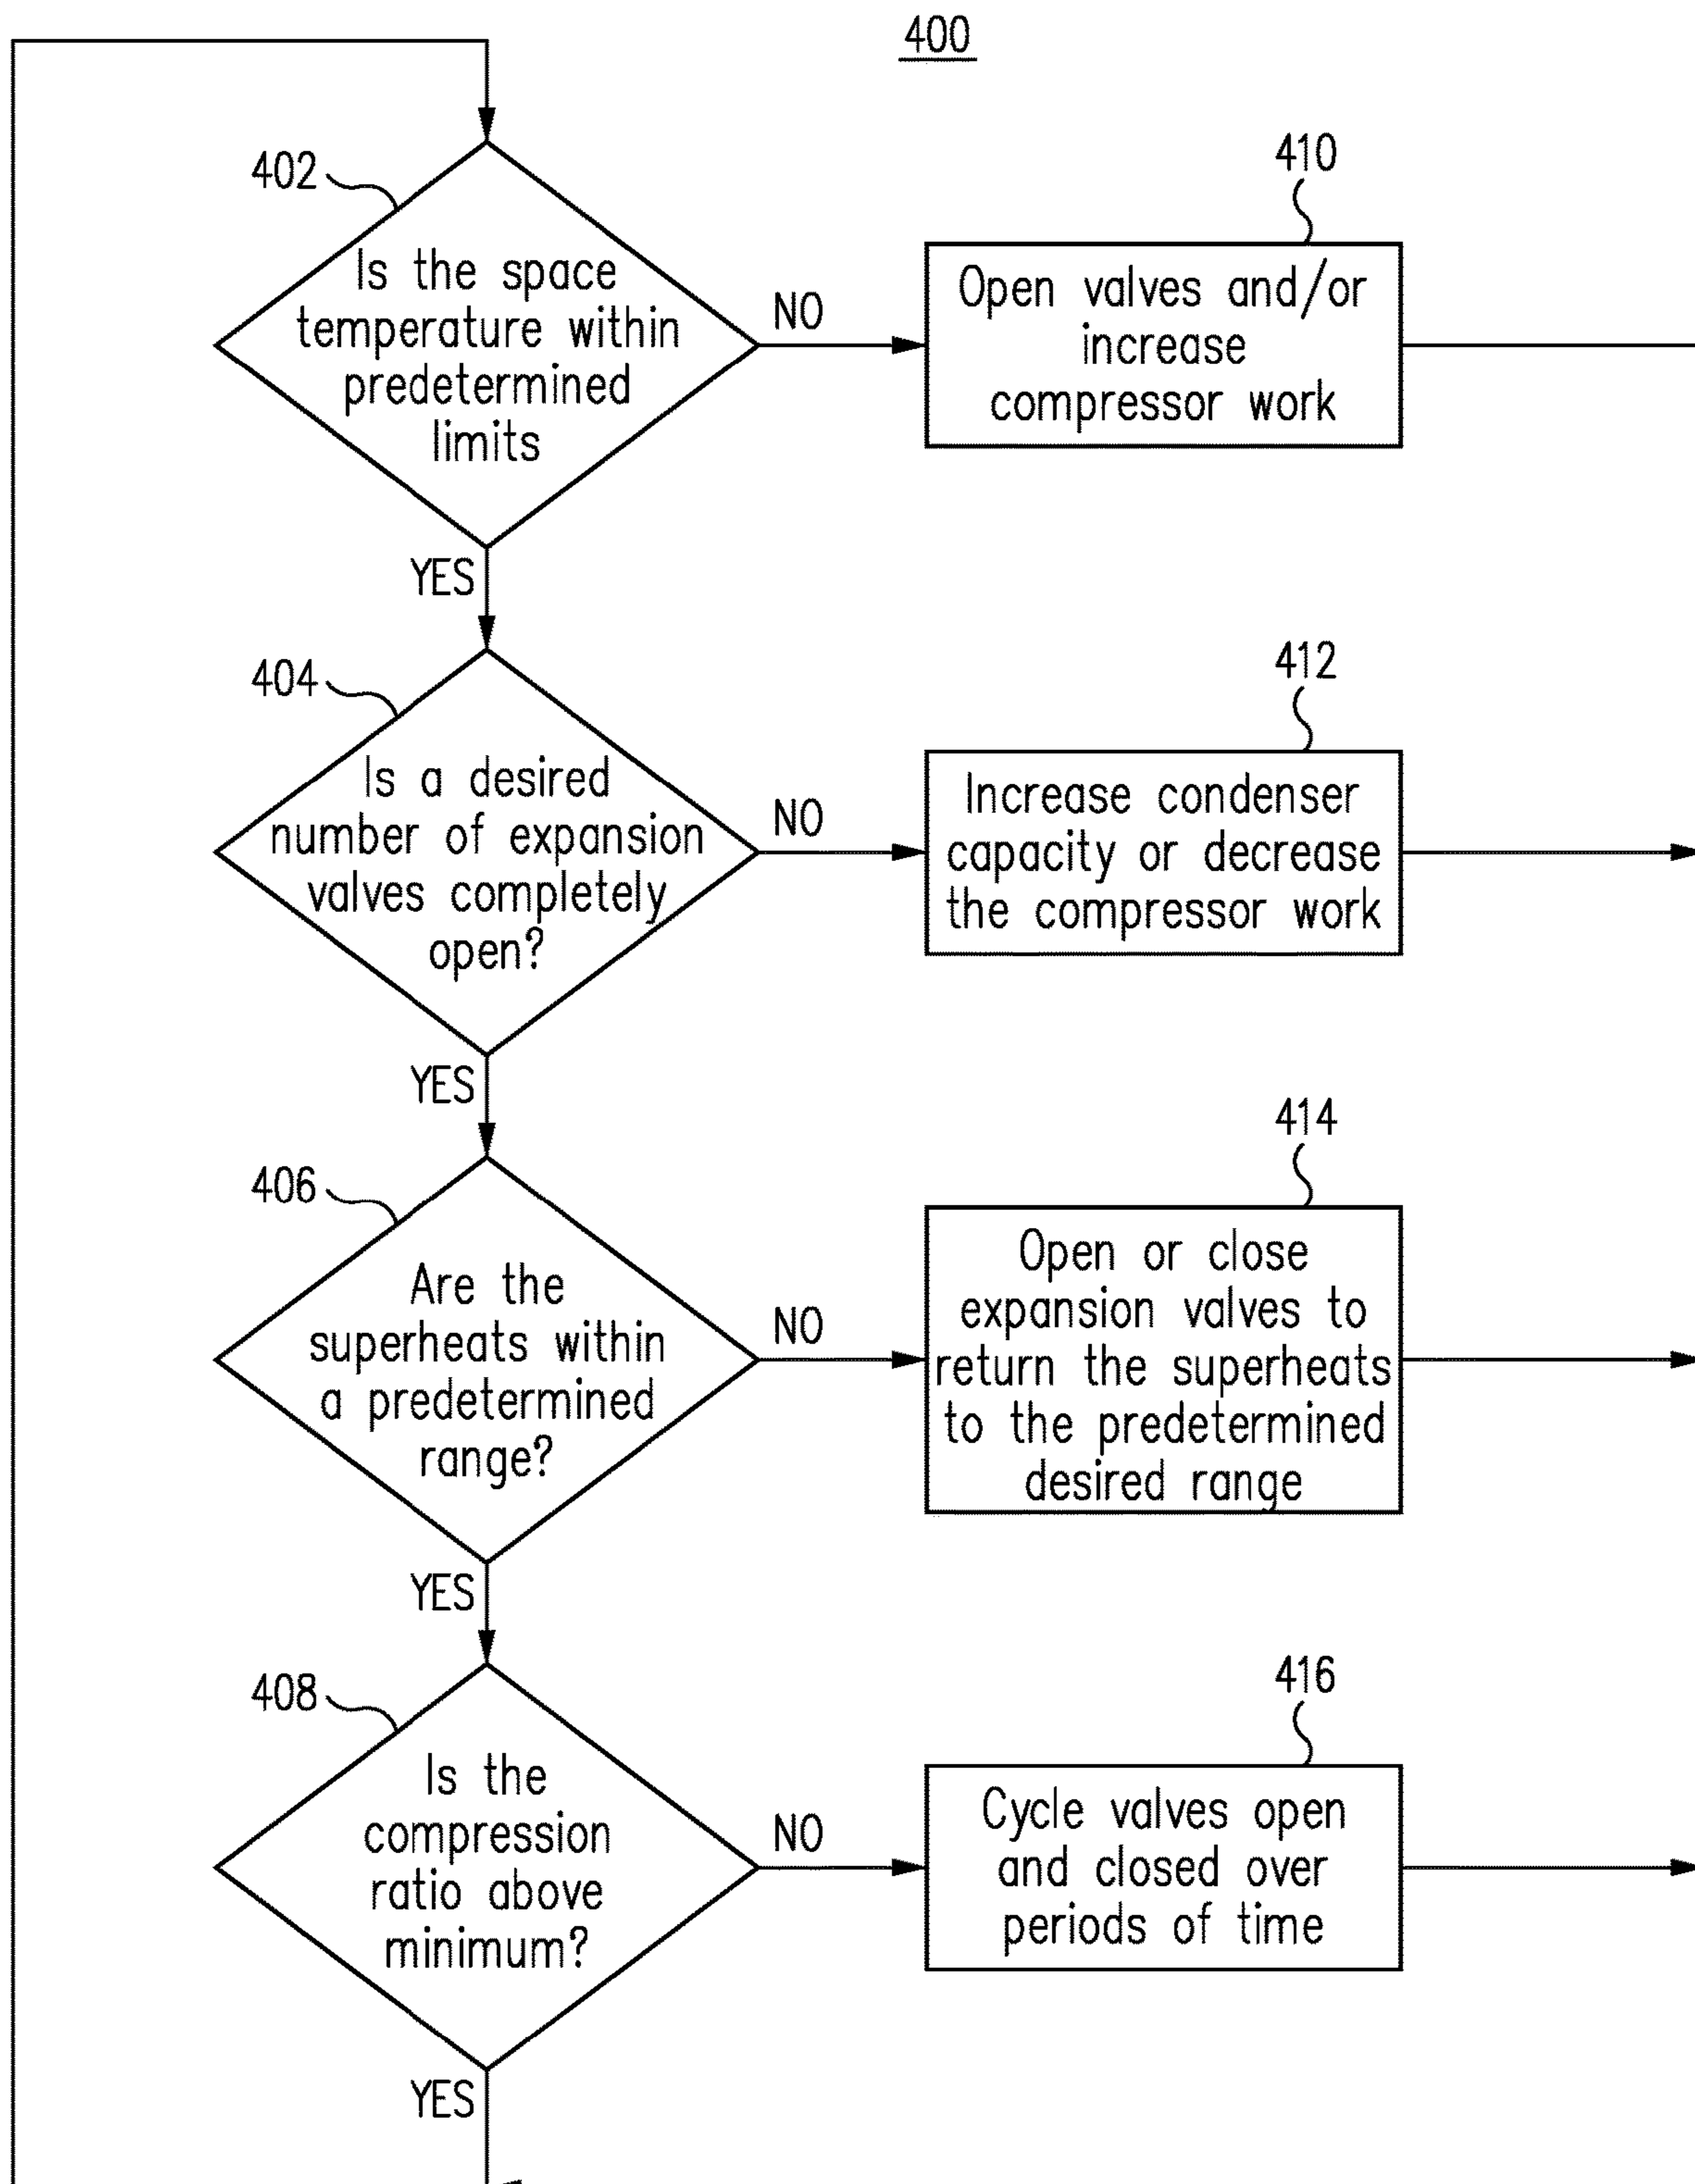 400
402
Is the space
temperature within
predetermined
limits
NO
YES
410
Open valves and/or
increase
compressor work
404
Is a desired
number of expansion
valves completely
open?
NO
YES
412
Increase condenser
capacity or decrease
the compressor work
406
Are the
superheats within
a predetermined
range?
NO
YES
414
Open or close
expansion valves to
return the superheats
to the predetermined
desired range
408
Is the
compression
ratio above
minimum?
NO
YES
416
Cycle valves open
and closed over
periods of time